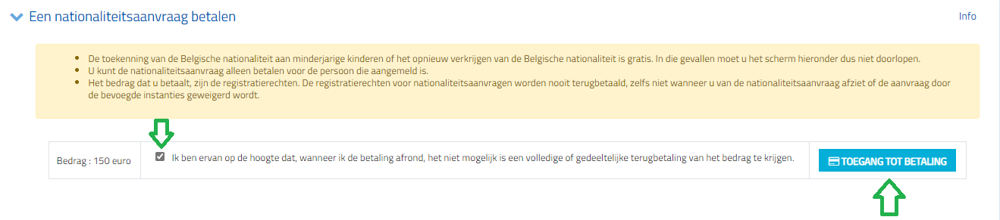 Een nationaliteitsaanvraag betalen
Info
De toekenning van de Belgische nationaliteit aan minderjarige kinderen of het opnieuw verkrijgen van de Belgische nationaliteit is gratis. In die gevallen moet u het scherm hieronder dus niet doorlopen.
U kunt de nationaliteitsaanvraag alleen betalen voor de persoon die aangemeld is.
Het bedrag dat u betaalt, zijn de registratierechten. De registratierechten voor nationaliteitsaanvragen worden nooit terugbetaald, zelfs niet wanneer u van de nationaliteitsaanvraag afziet of de aanvraag door
de bevoegde instanties geweigerd wordt.
Bedrag : 150 euro
Ik ben ervan op de hoogte dat, wanneer ik de betaling afrond, het niet mogelijk is een volledige of gedeeltelijke terugbetaling van het bedrag te krijgen.
TOEGANG TOT BETALING